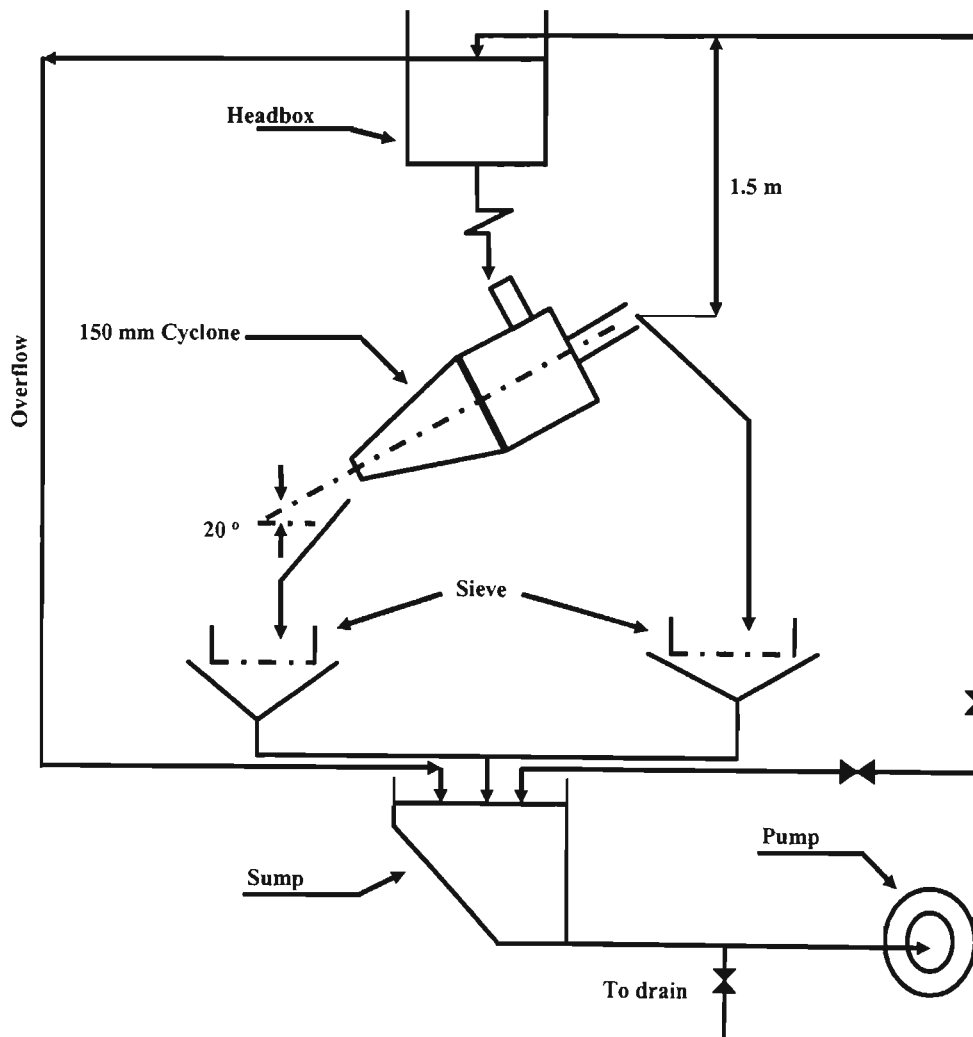 Headbox
1.5 m
150 mm Cyclone
Overflow
20 º
Sieve
Pump
Sump
To drain